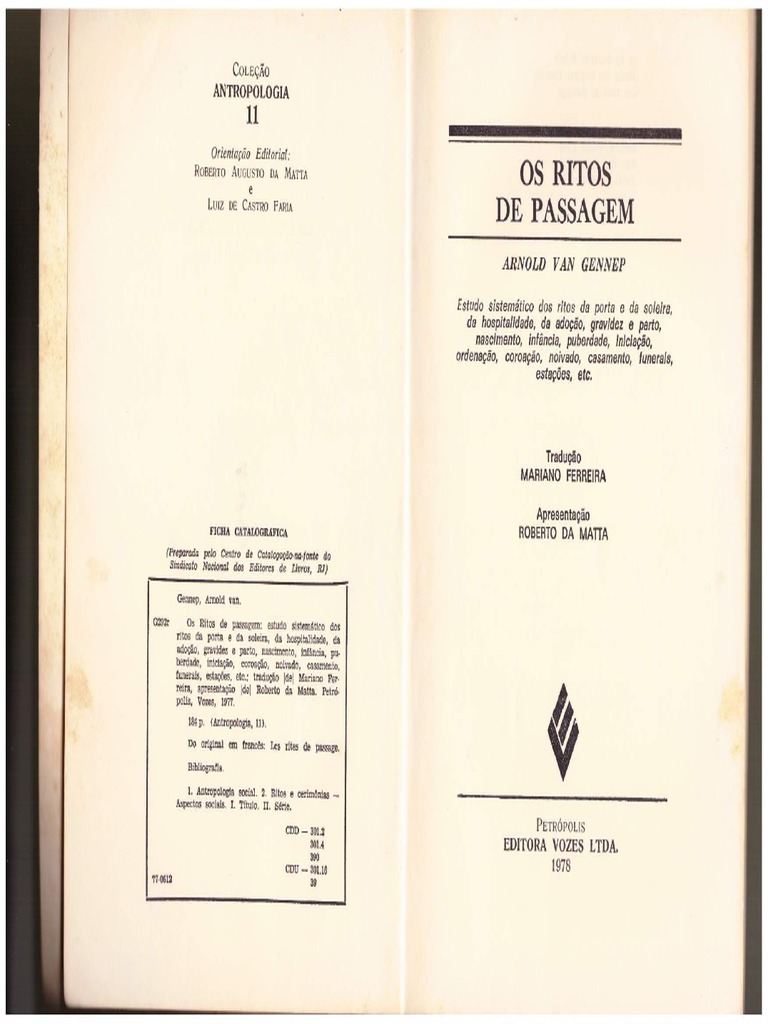 COLEÇÃO
ANTROPOLOGIA
11
Orientação Editorial:
ROBERTO AUGUSTO DA MATTA
e
LUIZ DE CASTRO FARIA
FICHA CATALOGRÁFICA
(Preparada pelo Centro de Catalogação-na-fonte do
Sindicato Nacional dos Editores de Livros, RJ)
Gennep, Arnold van.
G292r Os Ritos de passagem: estudo sistemático dos
ritos da porta e da soleira, da hospitalidade, da
adoção, gravidez e parto, nascimento, infância, pu-
berdade, iniciação, coroação, noivado, casamento,
funerais, estações, etc.; tradução |de| Mariano Fer-
reira, apresentação |de| Roberto da Matta. Petró-
polis, Vozes, 1977.
184 p. (Antropologia, 11).
Do original em francês: Les rites de passage.
Bibliografia.
1. Antropologia social. 2. Ritos e cerimônias —
Aspectos sociais. I. Título. II. Série.
CDD — 301.2
301.4
390
CDU — 301.16
77-0612 39
OS RITOS
DE PASSAGEM
ARNOLD VAN GENNEP
Estudo sistemático dos ritos da porta e da soleira,
da hospitalidade, da adoção, gravidez e parto,
nascimento, infância, puberdade, iniciação,
ordenação, coroação, noivado, casamento, funerais,
estações, etc.
Tradução
MARIANO FERREIRA
Apresentação
ROBERTO DA MATTA
PETRÓPOLIS
EDITORA VOZES LTDA.
1978